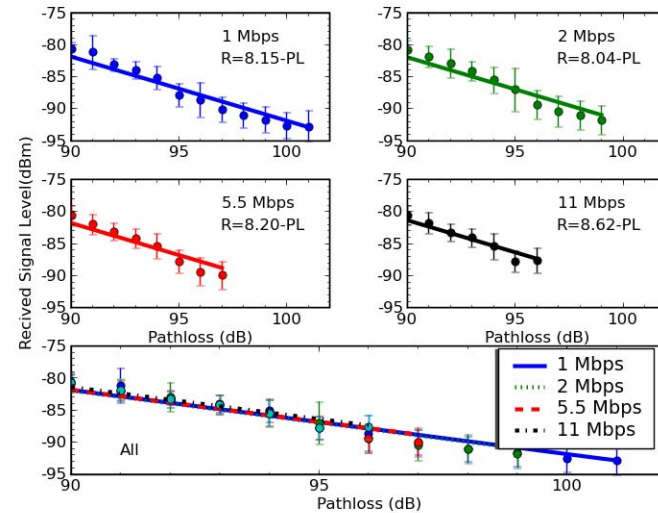 -75
-80
-85
-90
-95
90
95
100
1 Mbps
R=8.15-PL
-75
-80
-85
-90
-95
90
95
100
2 Mbps
R=8.04-PL
Recived Signal Level(dBm)
-75
-80
-85
-90
-95
90
95
100
Pathloss (dB)
5.5 Mbps
R=8.20-PL
-75
-80
-85
-90
-95
90
95
100
Pathloss (dB)
11 Mbps
R=8.62-PL
-75
-80
-85
-90
-95
90
95
100
Pathloss (dB)
All
1 Mbps
2 Mbps
5.5 Mbps
11 Mbps